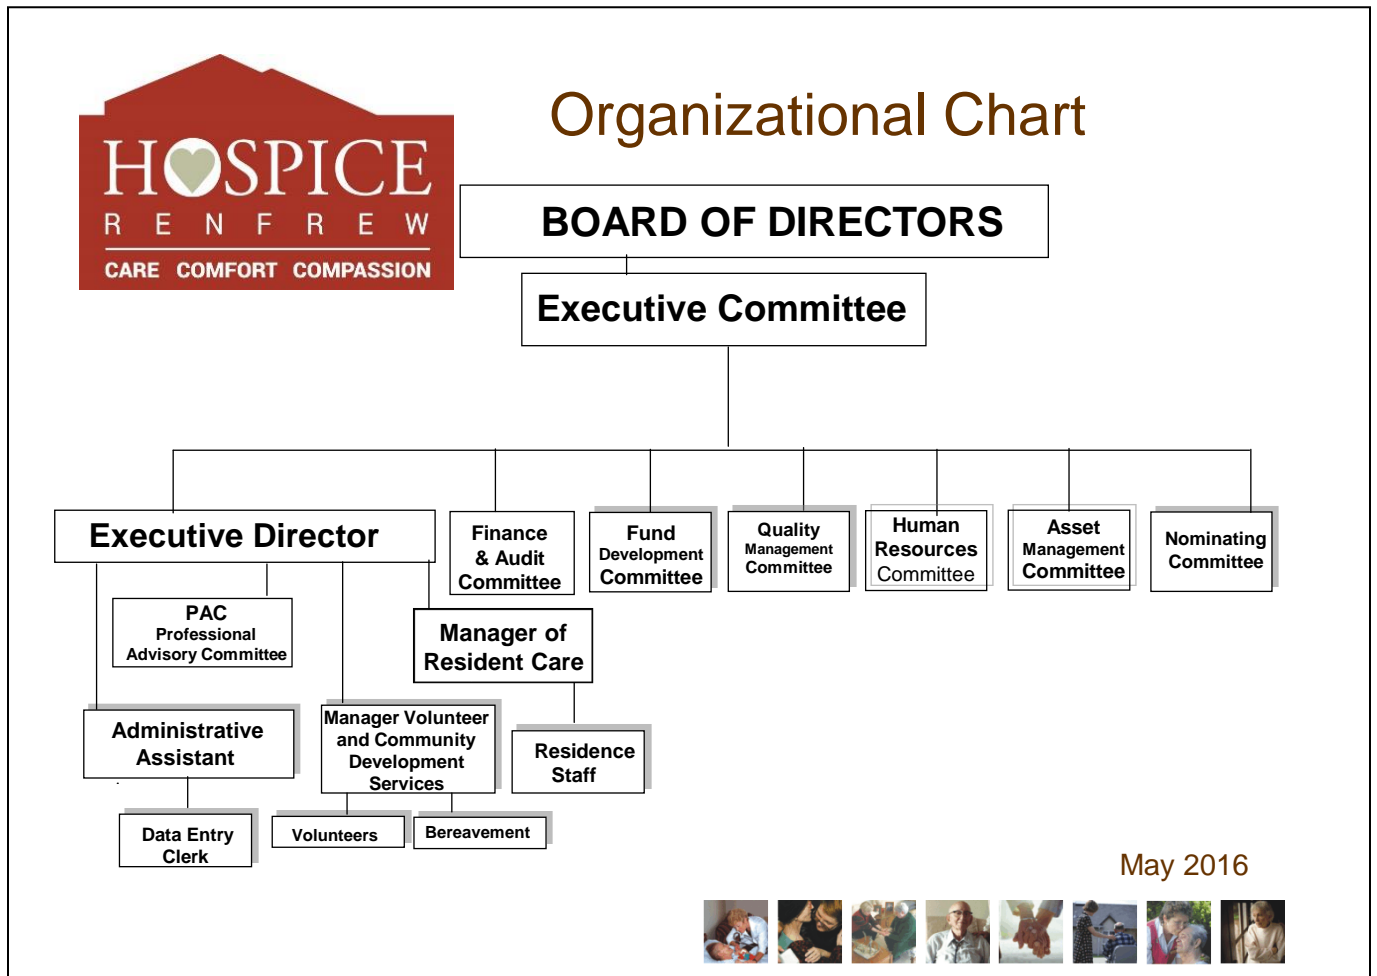 Organizational Chart
HOSPICE
RENFREW
CARE COMFORT COMPASSION
BOARD OF DIRECTORS
Executive Committee
Executive Director
Finance
& Audit
Committee
Fund
Development
Committee
Quality
Management
Committee
Human
Resources
Committee
Asset
Management
Committee
Nominating
Committee
PAC
Professional
Advisory Committee
Manager of
Resident Care
Administrative
Assistant
Manager Volunteer
and Community
Development
Services
Residence
Staff
Data Entry
Clerk
Volunteers
Bereavement
May 2016